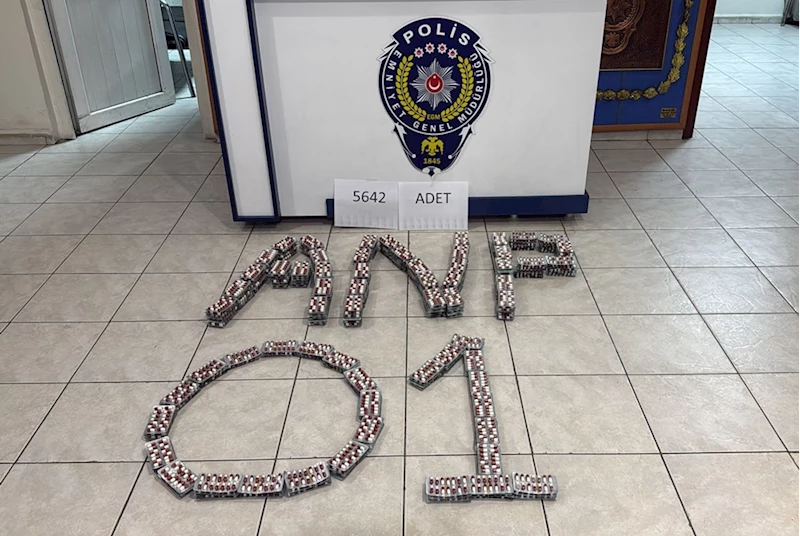 POLİS
EMNİYET GENEL MÜDÜRLÜĞÜ
EGM
1845
5642 ADET
ANP
01